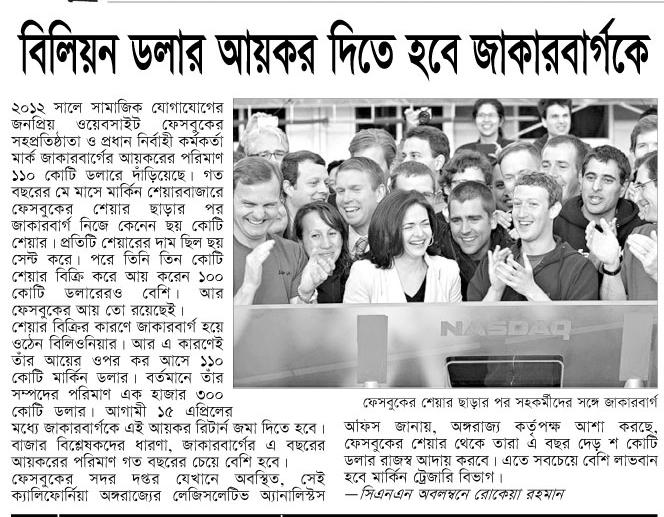 বিলিয়ন ডলার আয়কর দিতে হবে জাকারবার্গকে
২০১২ সালে সামাজিক যোগাযোগের
জনপ্রিয় ওয়েবসাইট ফেসবুকের
সহপ্রতিষ্ঠাতা ও প্রধান নির্বাহী কর্মকর্তা
মার্ক জাকারবার্গের আয়করের পরিমাণ
১১০ কোটি ডলারে দাঁড়িয়েছে। গত
বছরের মে মাসে মার্কিন শেয়ারবাজারে
ফেসবুকের শেয়ার ছাড়ার পর
জাকারবার্গ নিজে কেনেন ছয় কোটি
শেয়ার। প্রতিটি শেয়ারের দাম ছিল ছয়
সেন্ট করে। পরে তিনি তিন কোটি
শেয়ার বিক্রি করে আয় করেন ১০০
কোটি ডলারেরও বেশি। আর
ফেসবুকের আয় তো রয়েছেই।
শেয়ার বিক্রির কারণে জাকারবার্গ হয়ে
ওঠেন বিলিওনিয়ার। আর এ কারণেই
তাঁর আয়ের ওপর কর আসে ১১০
কোটি মার্কিন ডলার। বর্তমানে তাঁর
সম্পদের পরিমাণ এক হাজার ৩০০
কোটি ডলার। আগামী ১৫ এপ্রিলের
মধ্যে জাকারবার্গকে এই আয়কর রিটার্ন জমা দিতে হবে।
বাজার বিশ্লেষকদের ধারণা, জাকারবার্গের এ বছরের
আয়করের পরিমাণ গত বছরের চেয়ে বেশি হবে।
ফেসবুকের সদর দপ্তর যেখানে অবস্থিত, সেই
ক্যালিফোর্নিয়া অঙ্গরাজ্যের লেজিসলেটিভ অ্যানালিস্টস
NASDAQ
ফেসবুকের শেয়ার ছাড়ার পর সহকর্মীদের সঙ্গে জাকারবার্গ
অফিস জানায়, অঙ্গরাজ্য কর্তৃপক্ষ আশা করছে,
ফেসবুকের শেয়ার থেকে তারা এ বছর দেড় শ কোটি
ডলার রাজস্ব আদায় করবে। এতে সবচেয়ে বেশি লাভবান
হবে মার্কিন ট্রেজারি বিভাগ।
—সিএনএন অবলম্বনে রোকেয়া রহমান